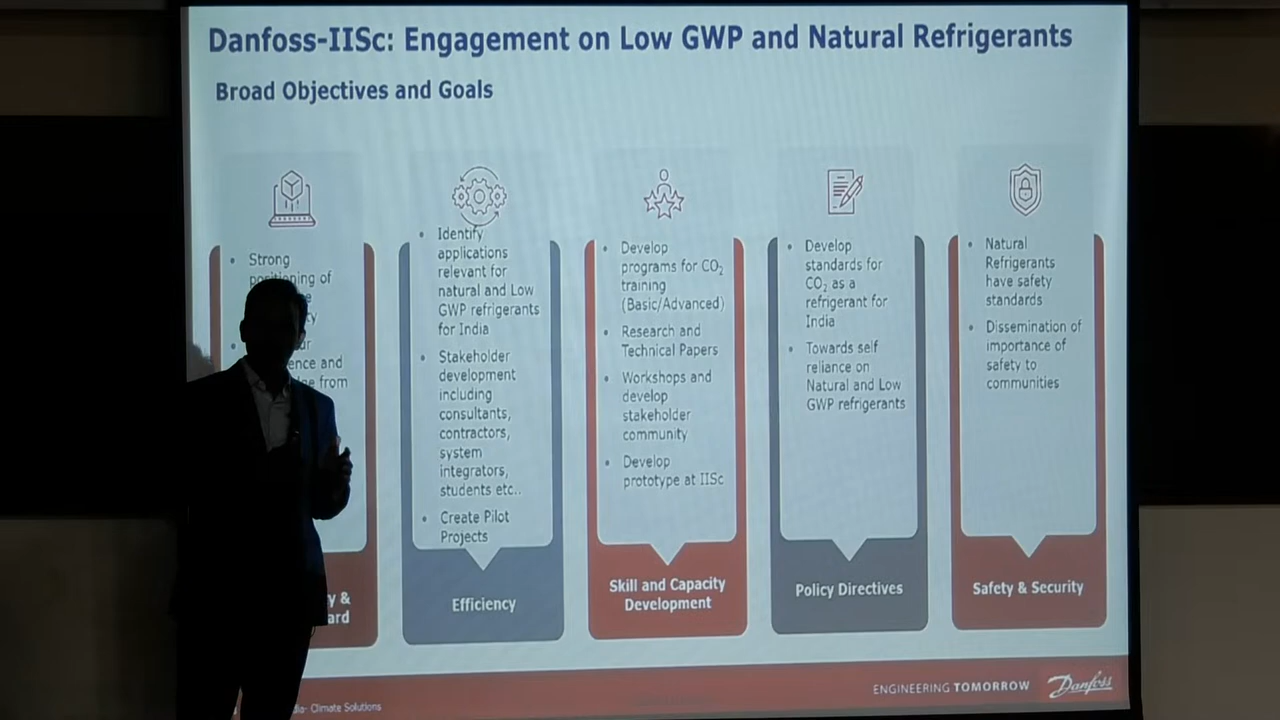 Danfoss-IISc: Engagement on Low GWP and Natural Refrigerants
Broad Objectives and Goals
• Strong
of
•
and
from
&
• Identify
applications
relevant for
natural and Low
GWP refrigerants
for India
• Stakeholder
development
including
consultants,
contractors,
system
integrators,
students etc..
• Create Pilot
Projects
Efficiency
• Develop
programs for CO₂
training
(Basic/Advanced)
• Research and
Technical Papers
• Workshops and
develop
stakeholder
community
• Develop
prototype at IISc
Skill and Capacity
Development
• Develop
standards for
CO₂ as a
refrigerant for
India
• Towards self
reliance on
Natural and Low
GWP refrigerants
Policy Directives
• Natural
Refrigerants
have safety
standards
• Dissemination of
importance of
safety to
communities
Safety & Security
Climate Solutions
ENGINEERING TOMORROW
Danfoss